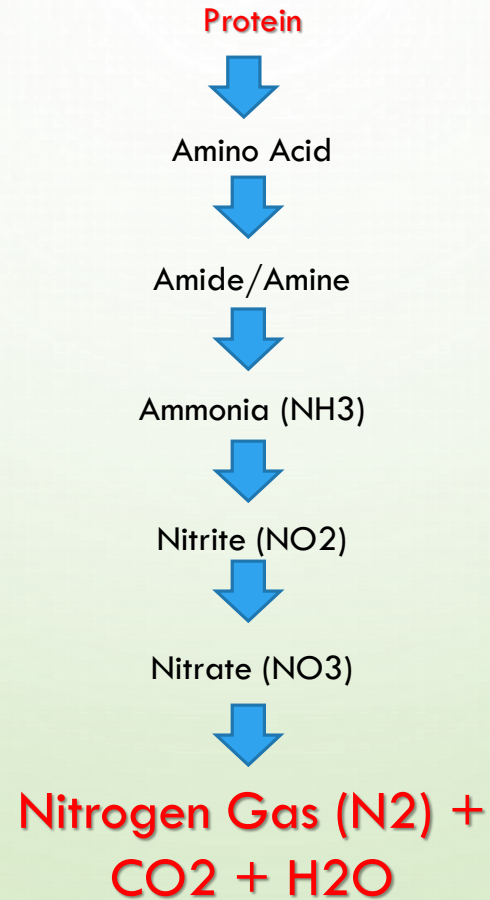 Protein
Amino Acid
Amide/Amine
Ammonia (NH3)
Nitrite (NO2)
Nitrate (NO3)
Nitrogen Gas (N2) +
CO2 + H2O